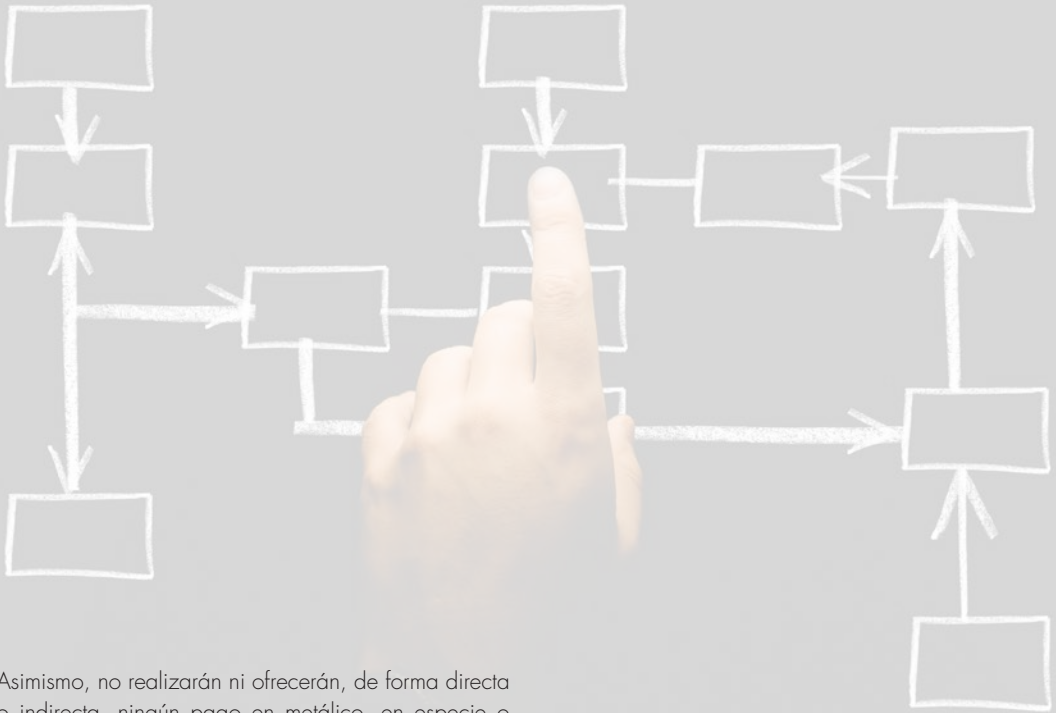 Asimismo, no realizarán ni ofrecerán, de forma directa
o indirecta, ningún pago en metálico, en especie o